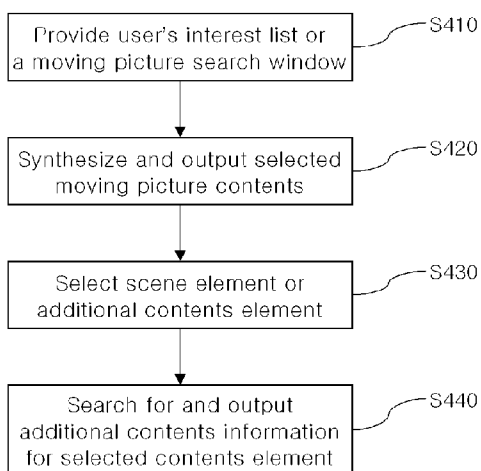 Provide user's interest list or
a moving picture search window
S410
Synthesize and output selected
moving picture contents
S420
Select scene element or
additional contents element
S430
Search for and output
additional contents information
for selected contents element
S440